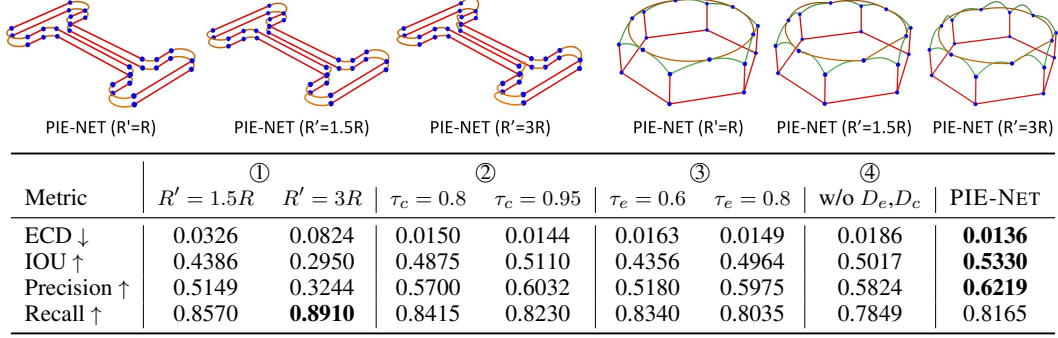 PIE-NET (R'=R) PIE-NET (R'=1.5R) PIE-NET (R'=3R) PIE-NET (R'=R) PIE-NET (R'=1.5R) PIE-NET (R'=3R)
① ② ③ ④
Metric R′ = 1.5R R′ = 3R τc = 0.8 τc = 0.95 τe = 0.6 τe = 0.8 w/o De,Dc PIE-NET
ECD ↓ 0.0326 0.0824 0.0150 0.0144 0.0163 0.0149 0.0186 0.0136
IOU ↑ 0.4386 0.2950 0.4875 0.5110 0.4356 0.4964 0.5017 0.5330
Precision ↑ 0.5149 0.3244 0.5700 0.6032 0.5180 0.5975 0.5824 0.6219
Recall ↑ 0.8570 0.8910 0.8415 0.8230 0.8340 0.8035 0.7849 0.8165